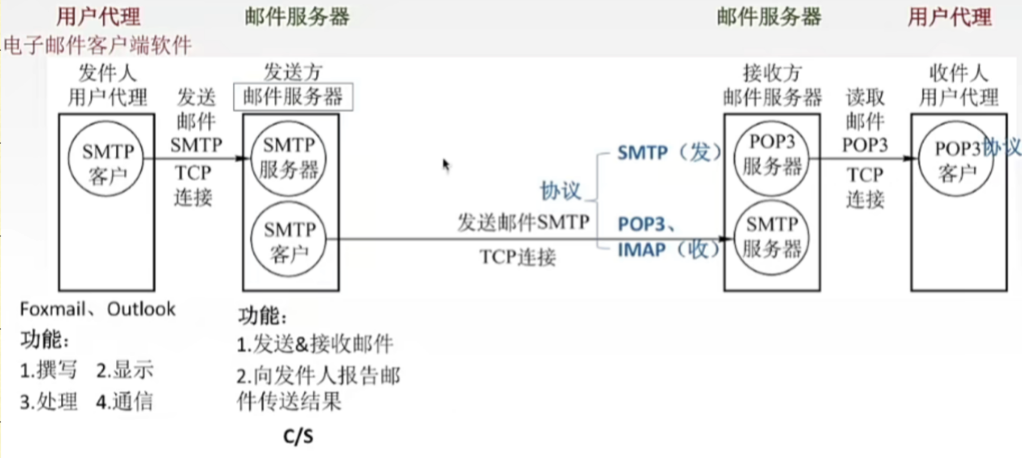 用户代理
邮件服务器
邮件服务器
用户代理
电子邮件客户端软件
发件人
用户代理
发送
邮件
SMTP
TCP
连接
SMTP
客户
发送方
邮件服务器
SMTP
服务器
SMTP
客户
协议
SMTP（发）
POP3、
IMAP（收）
发送邮件SMTP
TCP连接
接收方
邮件服务器
POP3
服务器
SMTP
服务器
读取
邮件
POP3
TCP
连接
收件人
用户代理
POP3
客户
协议
Foxmail、Outlook
功能：
1.撰写 2.显示
3.处理 4.通信
功能：
1.发送&接收邮件
2.向发件人报告邮
件传送结果
C/S